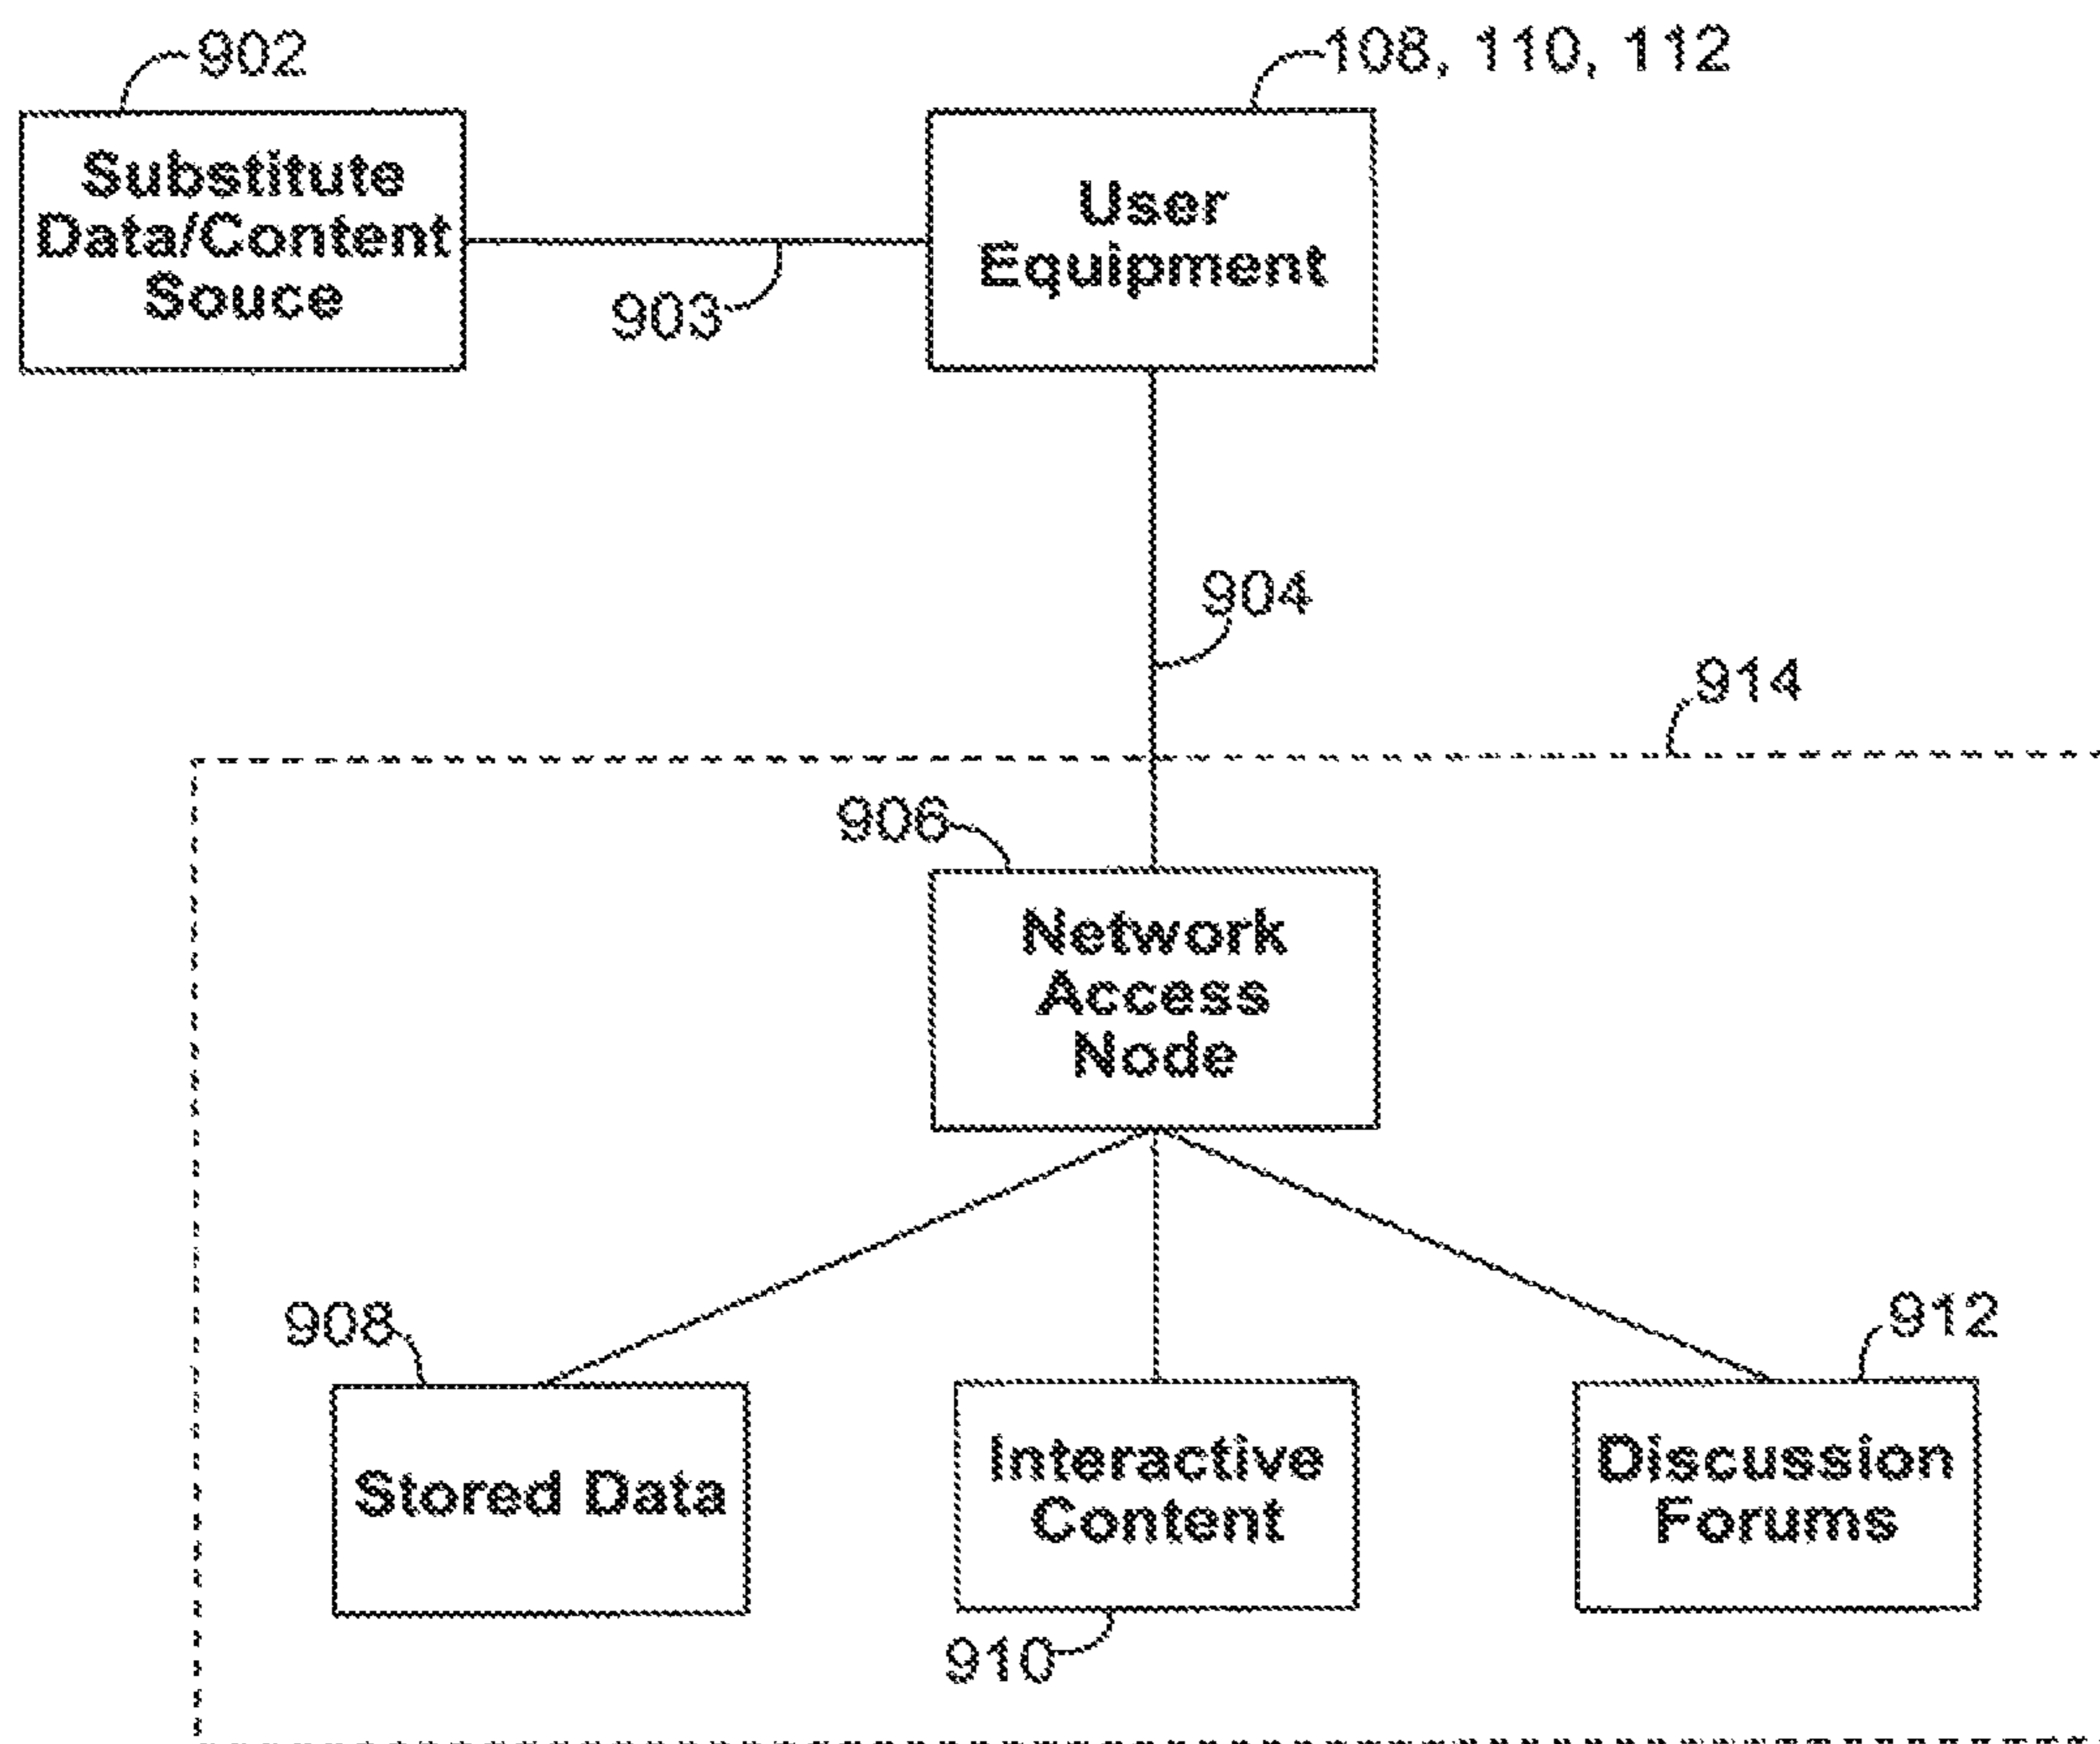 902
108, 110, 112
Substitute
Data/Content
Souce
User
Equipment
903
904
914
906
Network
Access
Node
908
912
Stored Data
Interactive
Content
Discussion
Forums
910